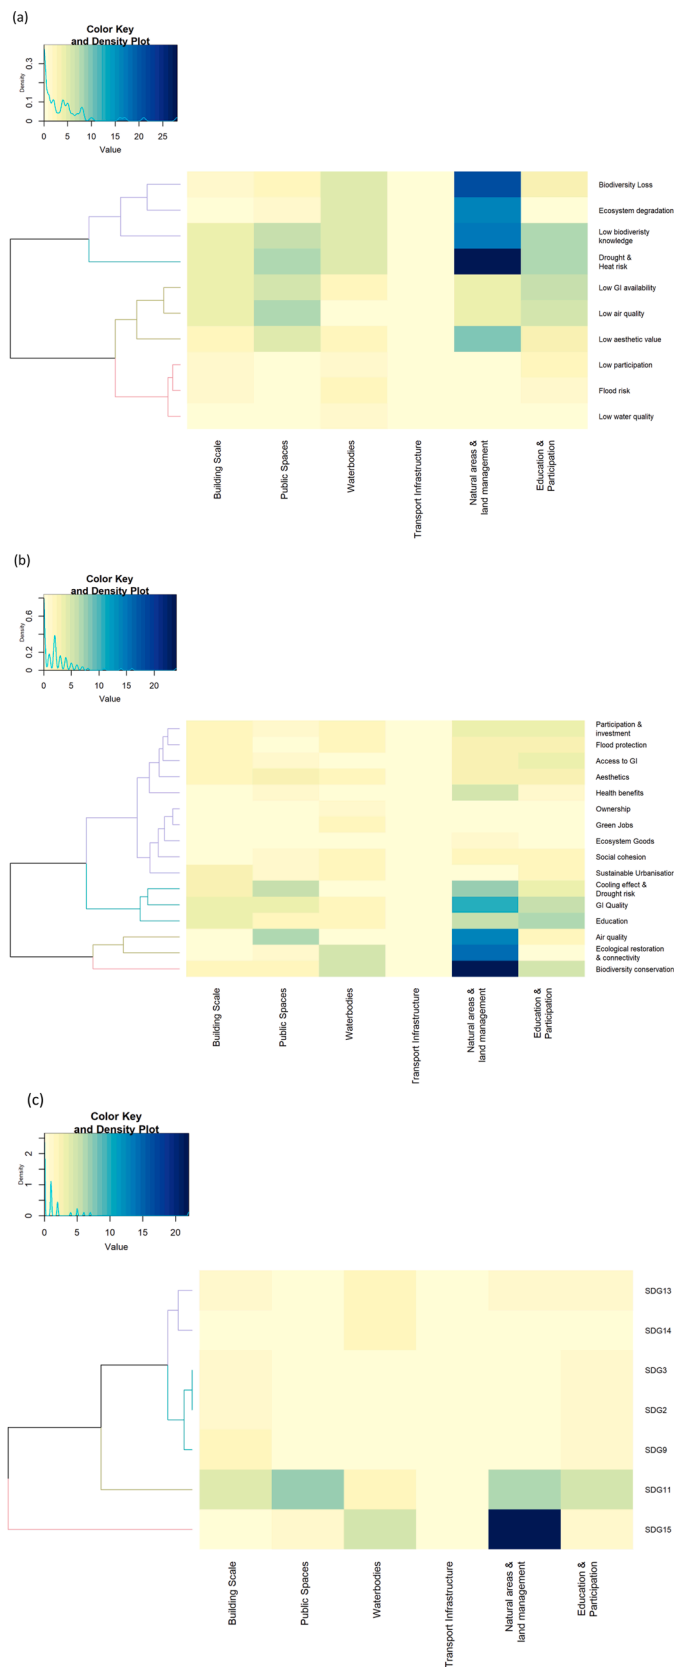 (a)
Color Key
and Density Plot
Density
0.1
0.3
0 5 10 15 20 25
Value
Biodiversity Loss
Ecosystem degradation
Low biodiveristy
knowledge
Drought &
Heat risk
Low GI availability
Low air quality
Low aesthetic value
Low participation
Flood risk
Low water quality
Building Scale
Public Spaces
Waterbodies
Transport Infrastructure
Natural areas &
land management
Education &
Participation
(b)
Color Key
and Density Plot
Density
0 0.2 0.6
0 5 10 15 20
Value
Participation &
investment
Flood protection
Access to GI
Aesthetics
Health benefits
Ownership
Green Jobs
Ecosystem Goods
Social cohesion
Sustainable Urbanisation
Cooling effect &
Drought risk
GI Quality
Education
Air quality
Ecological restoration
& connectivity
Biodiversity conservation
Building Scale
Public Spaces
Waterbodies
Transport Infrastructure
Natural areas &
land management
Education &
Participation
(c)
Color Key
and Density Plot
Density
0 1 2
0 5 10 15 20
Value
SDG13
SDG14
SDG3
SDG2
SDG9
SDG11
SDG15
Building Scale
Public Spaces
Waterbodies
Transport Infrastructure
Natural areas &
land management
Education &
Participation